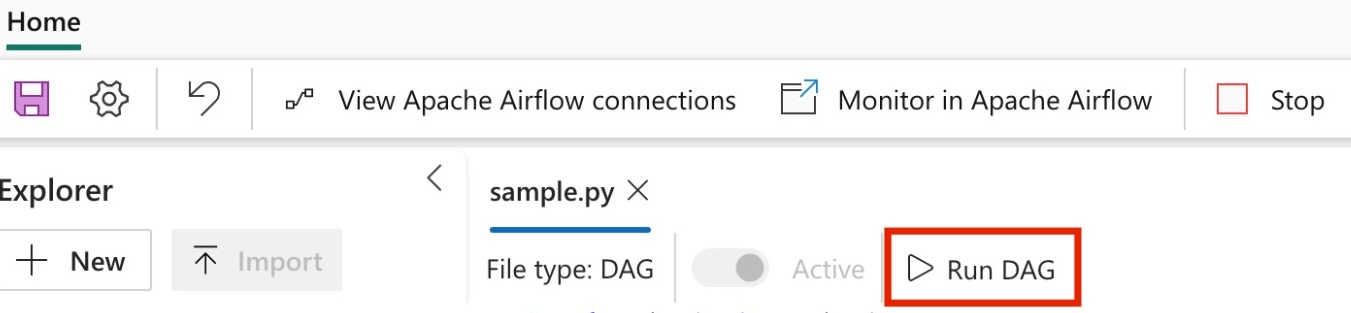 Home
View Apache Airflow connections
Monitor in Apache Airflow
Stop
Explorer
sample.py
New
Import
File type: DAG
Active
Run DAG